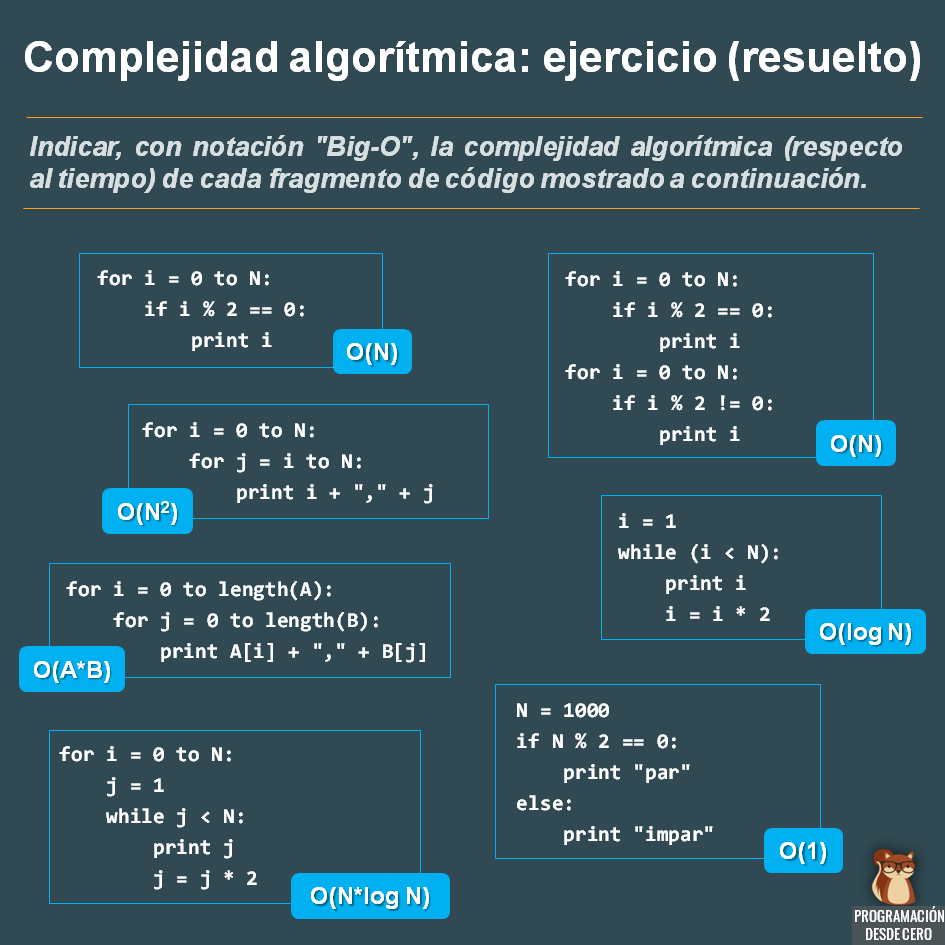 Complejidad algorítmica: ejercicio (resuelto)
Indicar, con notación "Big-O", la complejidad algorítmica (respecto
al tiempo) de cada fragmento de código mostrado a continuación.
for i = 0 to N:
    if i % 2 == 0:
        print i
O(N)
for i = 0 to N:
    for j = i to N:
        print i + "," + j
O(N²)
for i = 0 to length(A):
    for j = 0 to length(B):
        print A[i] + "," + B[j]
O(A*B)
for i = 0 to N:
    j = 1
    while j < N:
        print j
        j = j * 2
O(N*log N)
for i = 0 to N:
    if i % 2 == 0:
        print i
for i = 0 to N:
    if i % 2 != 0:
        print i
O(N)
i = 1
while (i < N):
    print i
    i = i * 2
O(log N)
N = 1000
if N % 2 == 0:
    print "par"
else:
    print "impar"
O(1)
PROGRAMACIÓN
DESDE CERO